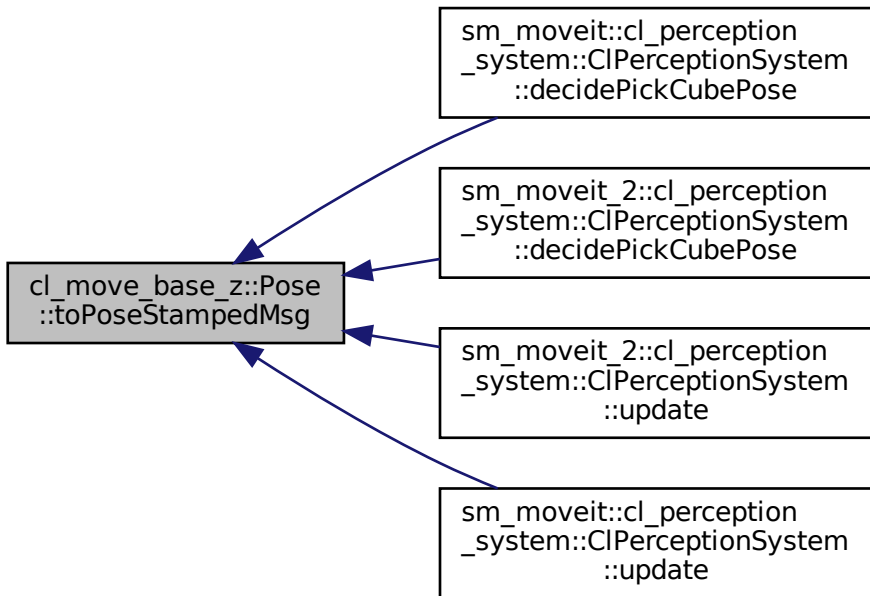 sm_moveit::cl_perception
_system::ClPerceptionSystem
::decidePickCubePose
sm_moveit_2::cl_perception
_system::ClPerceptionSystem
::decidePickCubePose
cl_move_base_z::Pose
::toPoseStampedMsg
sm_moveit_2::cl_perception
_system::ClPerceptionSystem
::update
sm_moveit::cl_perception
_system::ClPerceptionSystem
::update